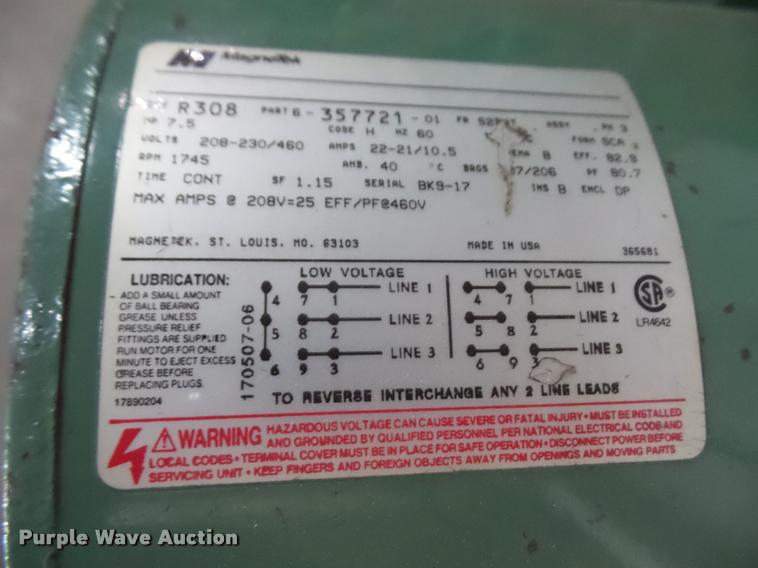 MagneTek
R308 PART 6-357721-01 FR ASSY. PH 3
HP 7.5 CODE H HZ 60 FORM SCA
VOLTS 208-230/460 AMPS 22-21/10.5 B EFF. 82.9
RPM 1745 AMB. 40 °C BRGS /206 PF 80.7
TIME CONT SF 1.15 SERIAL BK9-17 INS B ENCL DP
MAX AMPS @ 208V=25 EFF/PF@460V
MAGNETEK. ST. LOUIS. MO. 63103 MADE IN USA 365681
LUBRICATION:
ADD A SMALL AMOUNT
OF BALL BEARING
GREASE UNLESS
PRESSURE RELIEF
FITTINGS ARE SUPPLIED
RUN MOTOR FOR ONE
MINUTE TO EJECT EXCESS
GREASE BEFORE
REPLACING PLUGS.
17890204
170507-06
LOW VOLTAGE
4 7 1 LINE 1
5 8 2 LINE 2
6 9 3 LINE 3
HIGH VOLTAGE
4 7 1 LINE 1
5 8 2 LINE 2
6 9 3 LINE 3
SA
LR4642
TO REVERSE INTERCHANGE ANY 2 LINE LEADS
WARNING HAZARDOUS VOLTAGE CAN CAUSE SEVERE OR FATAL INJURY • MUST BE INSTALLED
AND GROUNDED BY QUALIFIED PERSONNEL PER NATIONAL ELECTRICAL CODE AND
LOCAL CODES • TERMINAL COVER MUST BE IN PLACE FOR SAFE OPERATION • DISCONNECT POWER BEFORE
SERVICING UNIT • KEEP FINGERS AND FOREIGN OBJECTS AWAY FROM OPENINGS AND MOVING PARTS
Purple Wave Auction